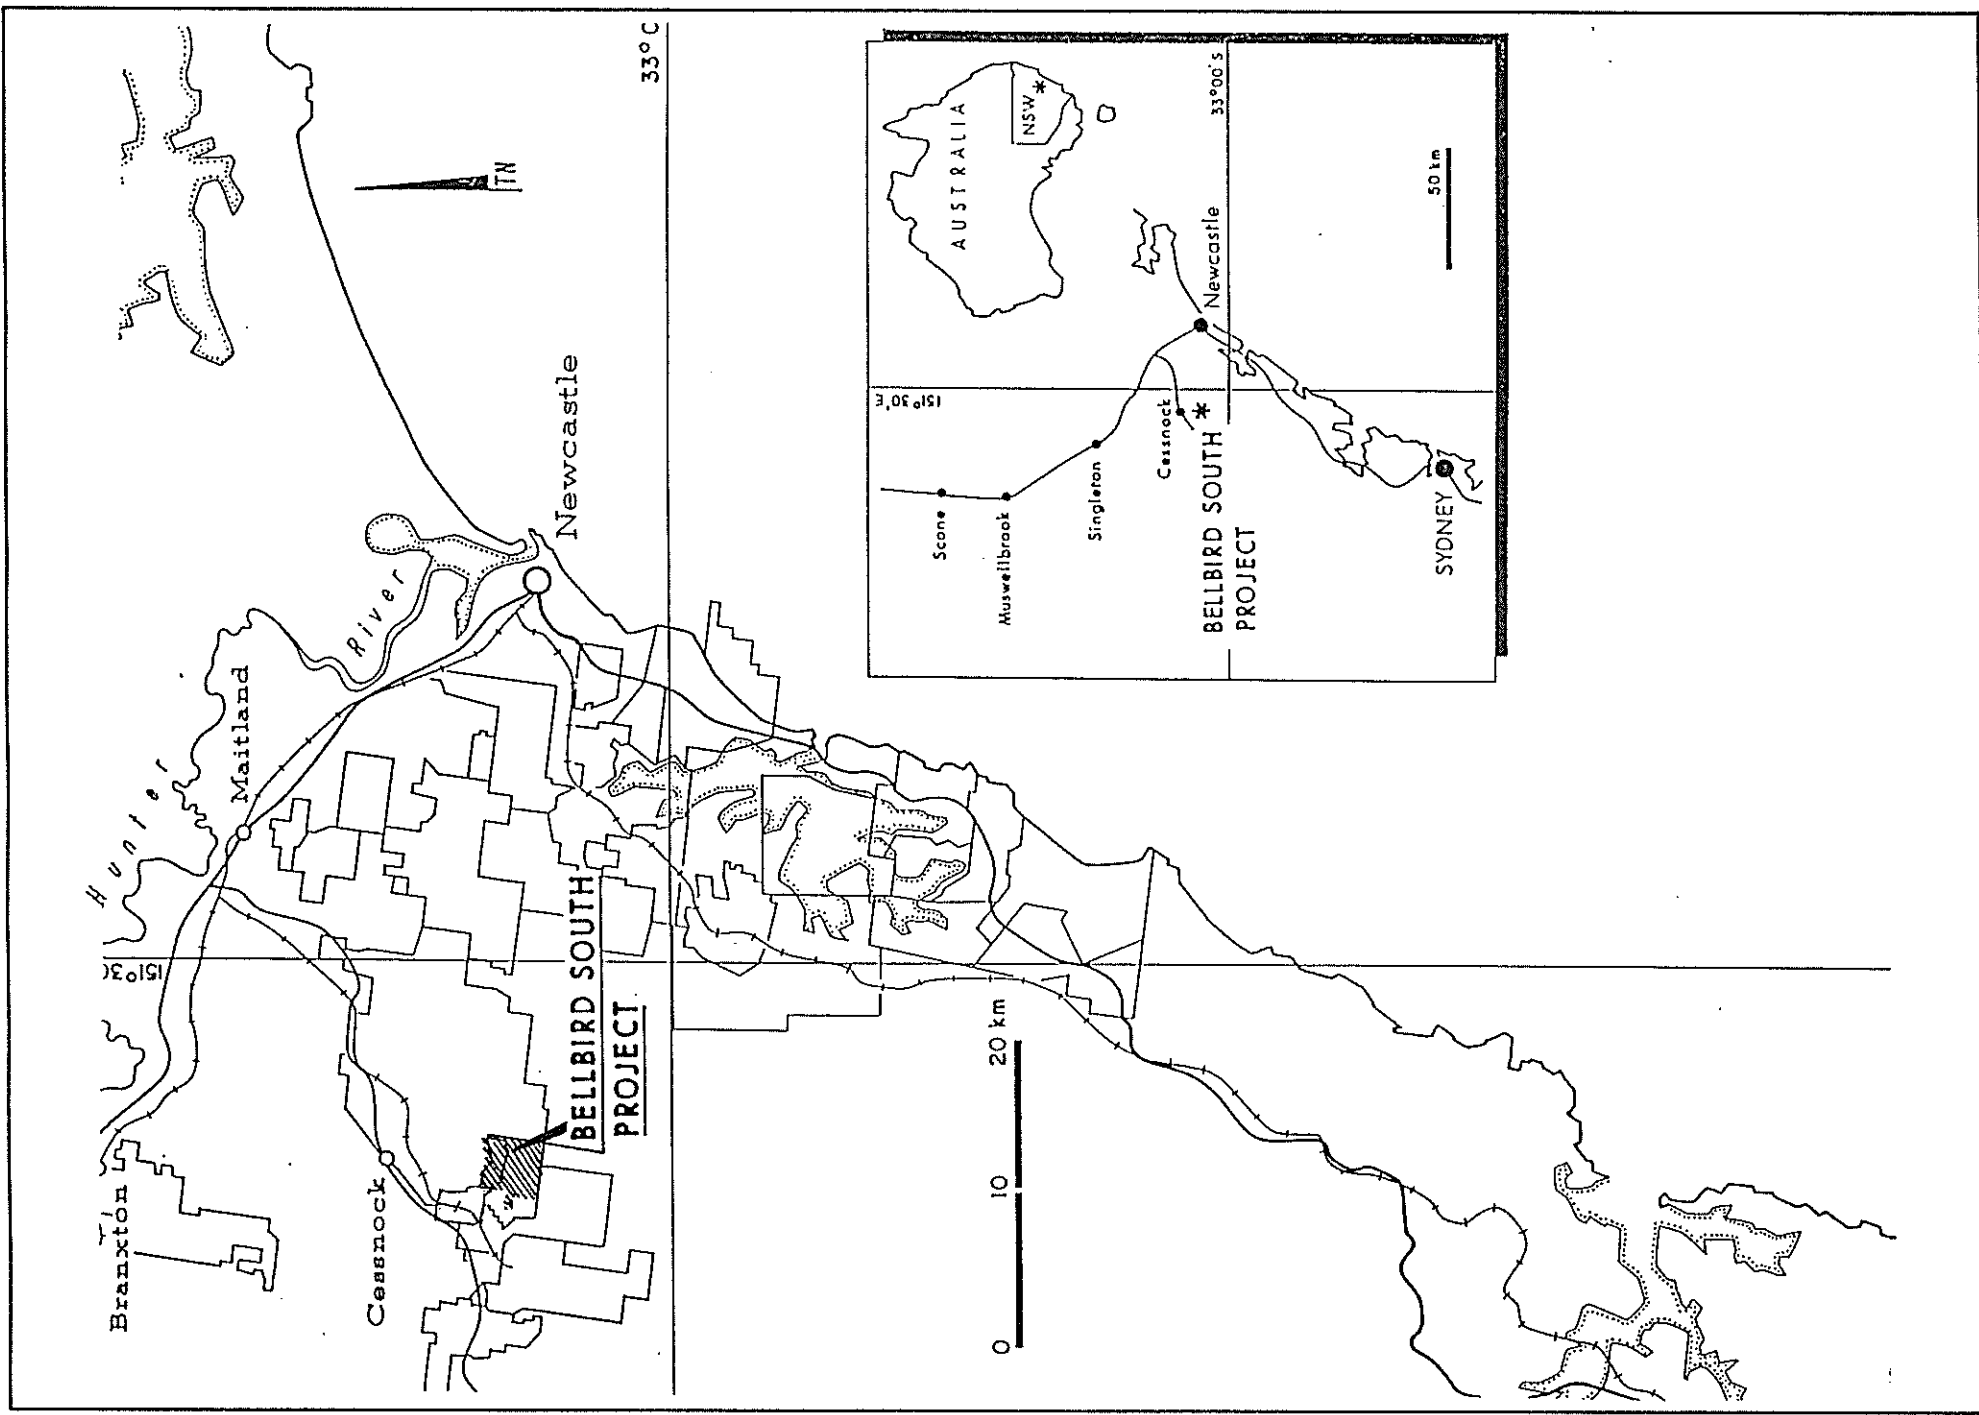 33°C
TN
Newcastle
River
Hunter
Maitland
151°30
Branxton
Cessnock
BELLBIRD SOUTH
PROJECT
0 10 20 km
AUSTRALIA
NSW
*
33°00's
151°30'E
Scone
Muswellbrook
Singleton
Cessnock
*
Newcastle
BELLBIRD SOUTH
PROJECT
SYDNEY
50 km